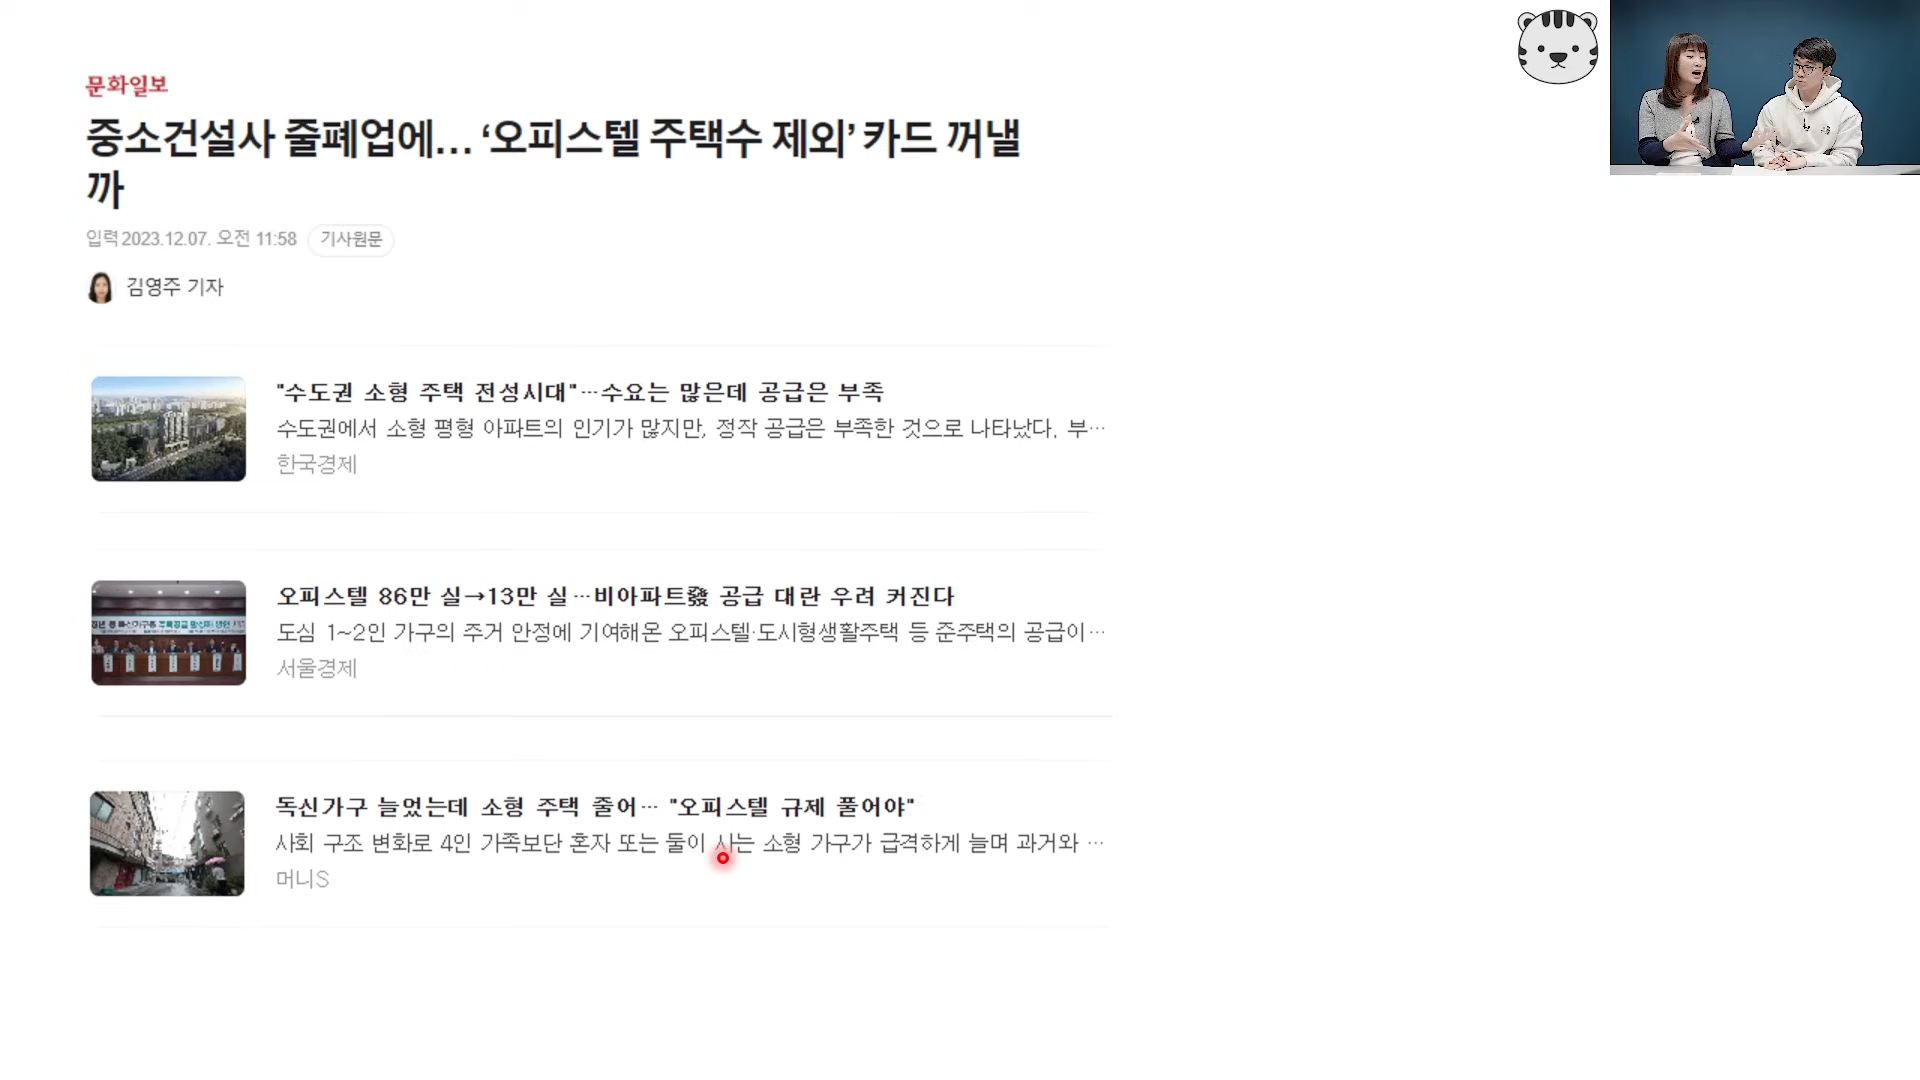 문화일보
중소건설사 줄폐업에… ‘오피스텔 주택수 제외’ 카드 꺼낼
까
입력 2023.12.07. 오전 11:58 기사원문
김영주 기자
"수도권 소형 주택 전성시대"…수요는 많은데 공급은 부족
수도권에서 소형 평형 아파트의 인기가 많지만, 정작 공급은 부족한 것으로 나타났다. 부…
한국경제
오피스텔 86만 실→13만 실…비아파트發 공급 대란 우려 커진다
도심 1~2인 가구의 주거 안정에 기여해온 오피스텔·도시형생활주택 등 준주택의 공급이…
서울경제
독신가구 늘었는데 소형 주택 줄어… "오피스텔 규제 풀어야"
사회 구조 변화로 4인 가족보단 혼자 또는 둘이 사는 소형 가구가 급격하게 늘며 과거와 …
머니S